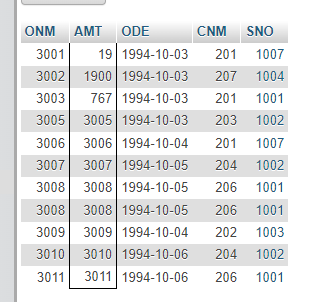 ONM AMT ODE CNM SNO
3001 19 1994-10-03 201 1007
3002 1900 1994-10-03 207 1004
3003 767 1994-10-03 201 1001
3005 3005 1994-10-03 203 1002
3006 3006 1994-10-04 201 1007
3007 3007 1994-10-05 204 1002
3008 3008 1994-10-05 206 1001
3008 3008 1994-10-05 206 1001
3009 3009 1994-10-04 202 1003
3010 3010 1994-10-06 204 1002
3011 3011 1994-10-06 206 1001